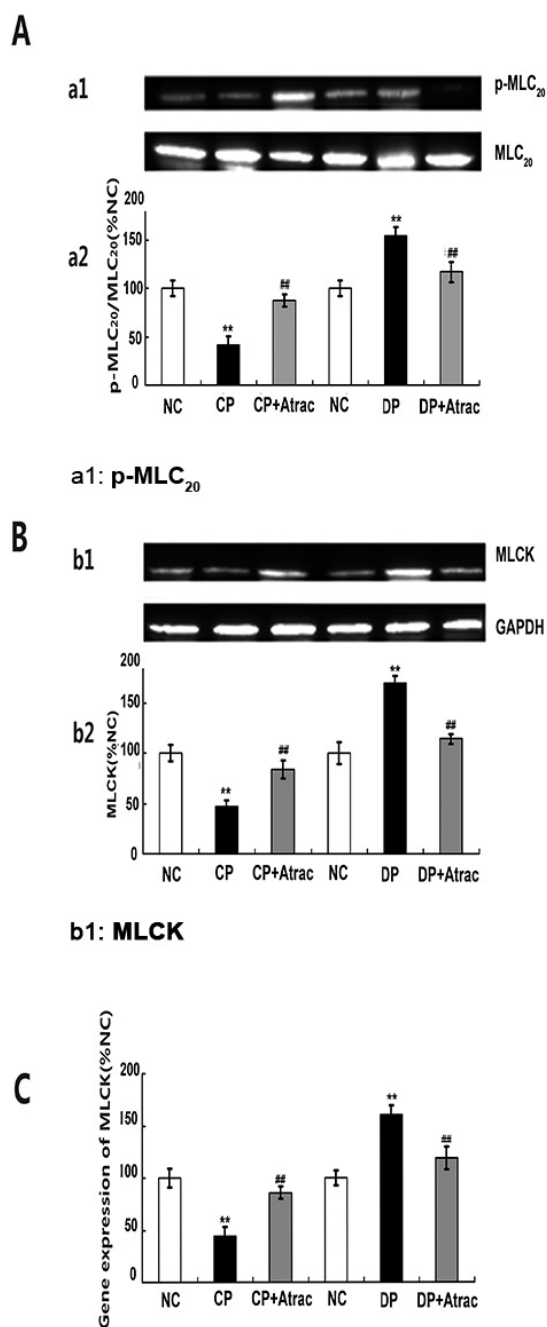 A
a1
p-MLC₂₀
MLC₂₀
a2
p-MLC₂₀/MLC₂₀(%NC)
200
150
100
50
0
**
##
**
##
NC CP CP+Atrac NC DP DP+Atrac
a1: p-MLC₂₀
B
b1
MLCK
GAPDH
b2
MLCK(%NC)
200
150
100
50
0
**
##
**
##
NC CP CP+Atrac NC DP DP+Atrac
b1: MLCK
C
Gene expression of MLCK(%NC)
200
150
100
50
0
**
##
**
##
NC CP CP+Atrac NC DP DP+Atrac